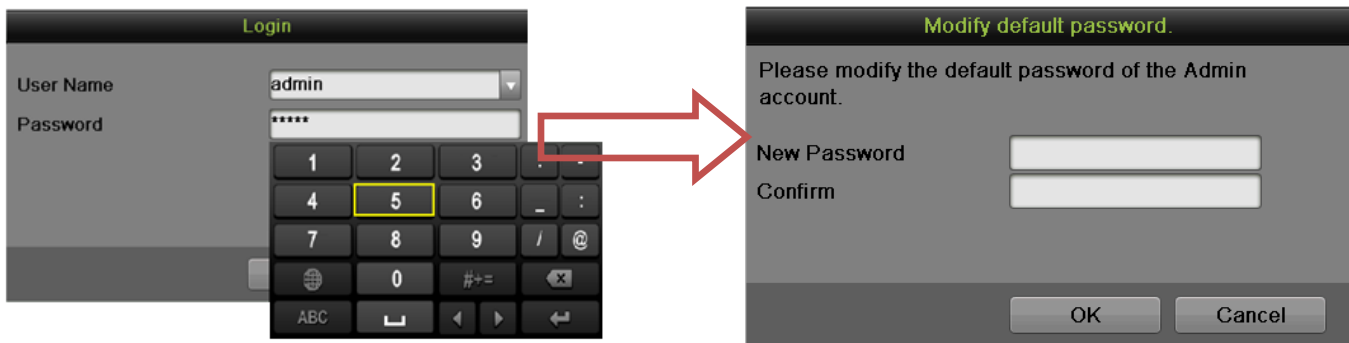 Login
User Name
admin
Password
*****
1 2 3 . -
4 5 6 _ :
7 8 9 / @
0 #+=
ABC
Modify default password.
Please modify the default password of the Admin
account.
New Password
Confirm
OK Cancel